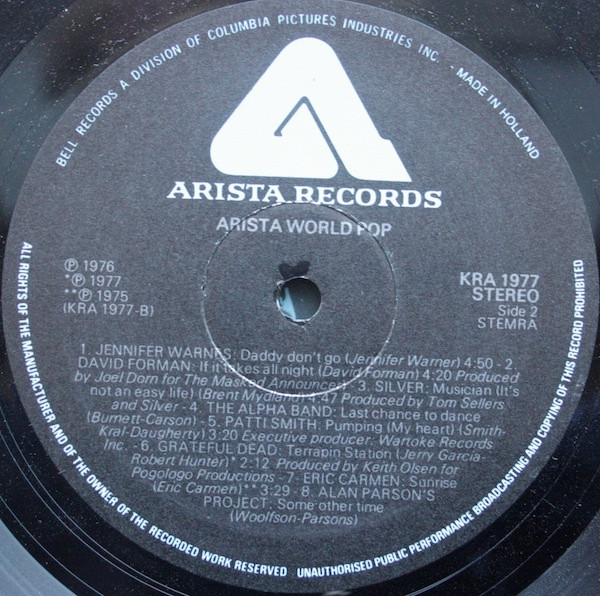 BELL RECORDS A DIVISION OF COLUMBIA PICTURES INDUSTRIES INC. - MADE IN HOLLAND
ARISTA RECORDS
ARISTA WORLD POP
℗ 1976
*℗ 1977
**℗ 1975
(KRA 1977-B)
KRA 1977
STEREO
Side 2
STEMRA
1. JENNIFER WARNES: Daddy don't go (Jennifer Warner) 4:50 - 2.
DAVID FORMAN: If it takes all night (David Forman) 4:20 Produced
by Joel Dorn for The Masked Announcer - 3. SILVER: Musician (It's
not an easy life) (Brent Mydland) :47 Produced by Tom Sellers
and Silver - 4. THE ALPHA BAND: Last chance to dance
(Burnett-Carson) - 5. PATTI SMITH: Pumping (My heart) (Smith-
Kral-Daugherty) 3:20 Executive producer: Wartoke Records
Inc. - 6. GRATEFUL DEAD: Terrapin Station (Jerry Garcia-
Robert Hunter)* 2:12 Produced by Keith Olsen for
Pogologo Productions - 7. ERIC CARMEN: Sunrise
(Eric Carmen)** 3:29 - 8. ALAN PARSON'S
PROJECT: Some other time
(Woolfson-Parsons)
ALL RIGHTS OF THE MANUFACTURER AND OF THE OWNER OF THE RECORDED WORK RESERVED UNAUTHORISED PUBLIC PERFORMANCE BROADCASTING AND COPYING OF THIS RECORD PROHIBITED